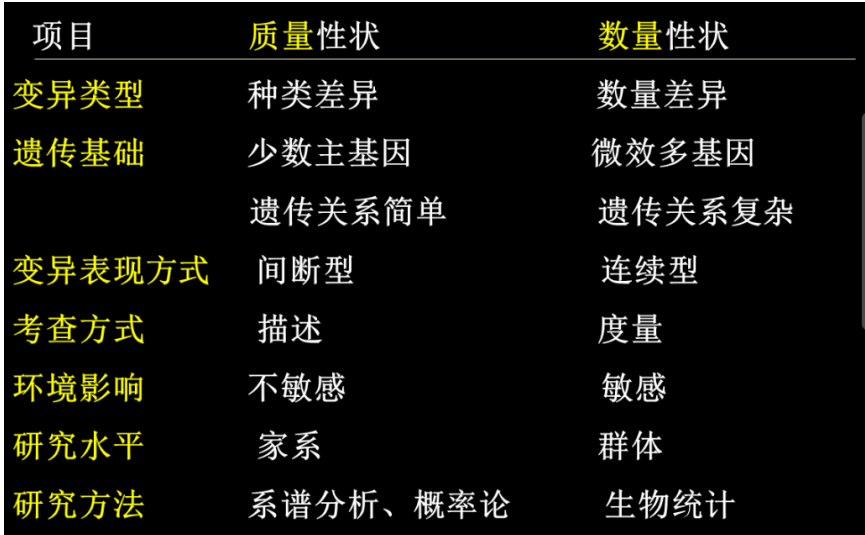 项目 质量性状 数量性状
变异类型 种类差异 数量差异
遗传基础 少数主基因 微效多基因
遗传关系简单 遗传关系复杂
变异表现方式 间断型 连续型
考查方式 描述 度量
环境影响 不敏感 敏感
研究水平 家系 群体
研究方法 系谱分析、概率论 生物统计